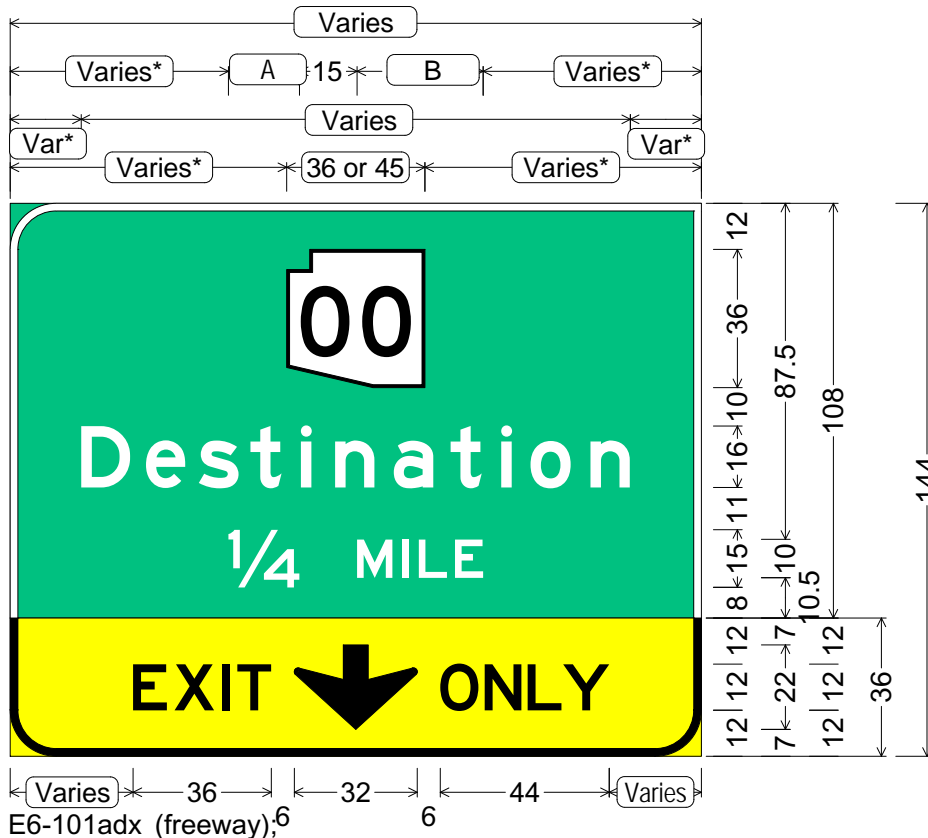 Varies
Varies* A 15 B Varies*
Varies
Var* Var*
Varies* 36 or 45 Varies*
12
36
87.5
108
144
00
10
Destination
16
11
1/4 MILE
15
10
8
10.5
EXIT ONLY
12 7 12
12 22 12
36
12 7 12
Varies 36 32 44 Varies
6 6
E6-101adx (freeway);